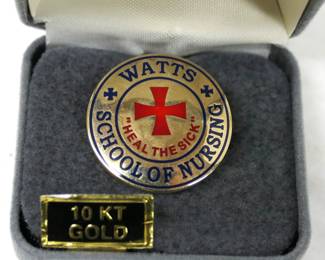 WATTS
SCHOOL OF NURSING
"HEAL THE SICK"
10 KT
GOLD